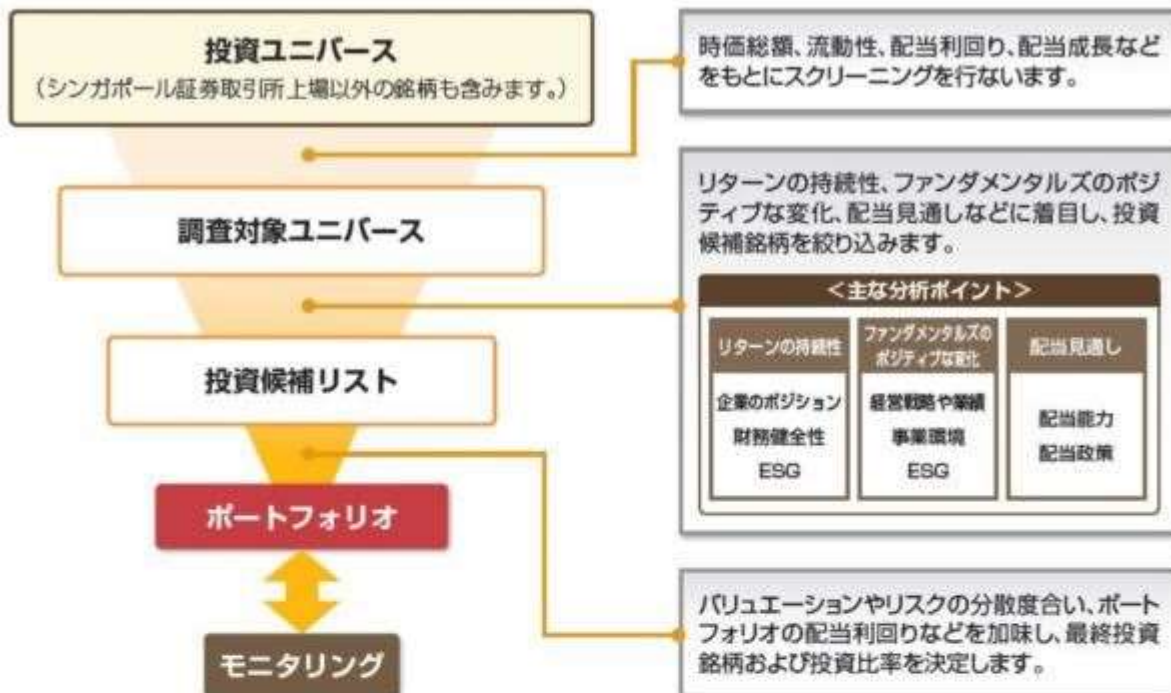 投資ユニバース
（シンガポール証券取引所上場以外の銘柄も含みます。）
時価総額、流動性、配当利回り、配当成長など
をもとにスクリーニングを行ないます。
調査対象ユニバース
リターンの持続性、ファンダメンタルズのポジ
ティブな変化、配当見通しなどに着目し、投資
候補銘柄を絞り込みます。
＜主な分析ポイント＞
リターンの持続性
企業のポジション
財務健全性
ESG
ファンダメンタルズの
ポジティブな変化
経営戦略や業績
事業環境
ESG
配当見通し
配当能力
配当政策
投資候補リスト
ポートフォリオ
バリュエーションやリスクの分散度合い、ポート
フォリオの配当利回りなどを加味し、最終投資
銘柄および投資比率を決定します。
モニタリング